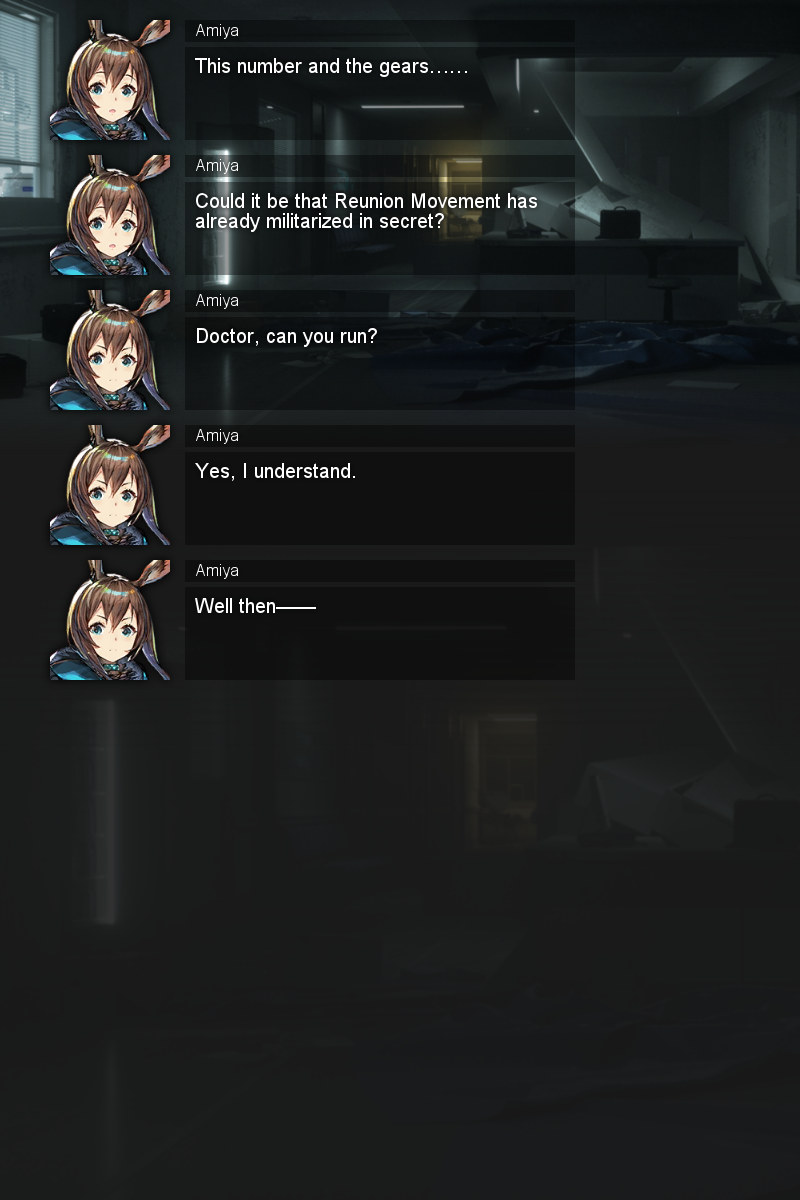 Amiya
This number and the gears……
Amiya
Could it be that Reunion Movement has
already militarized in secret?
Amiya
Doctor, can you run?
Amiya
Yes, I understand.
Amiya
Well then——